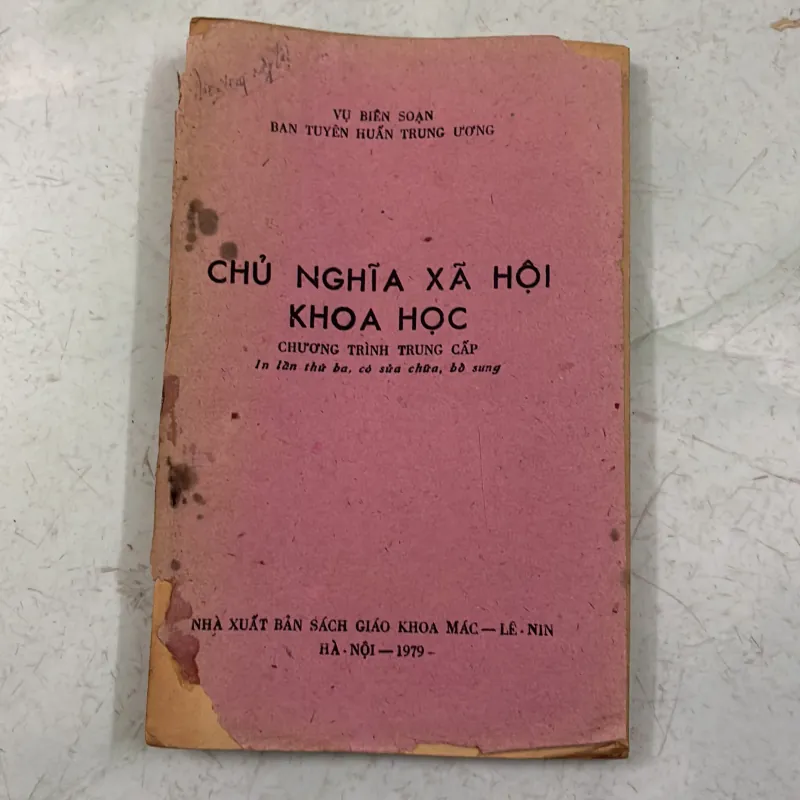 VỤ BIÊN SOẠN
BAN TUYÊN HUẤN TRUNG ƯƠNG
CHỦ NGHĨA XÃ HỘI
KHOA HỌC
CHƯƠNG TRÌNH TRUNG CẤP
In lần thứ ba, có sửa chữa, bổ sung
NHÀ XUẤT BẢN SÁCH GIÁO KHOA MÁC — LÊ - NIN
HÀ - NỘI — 1979 -